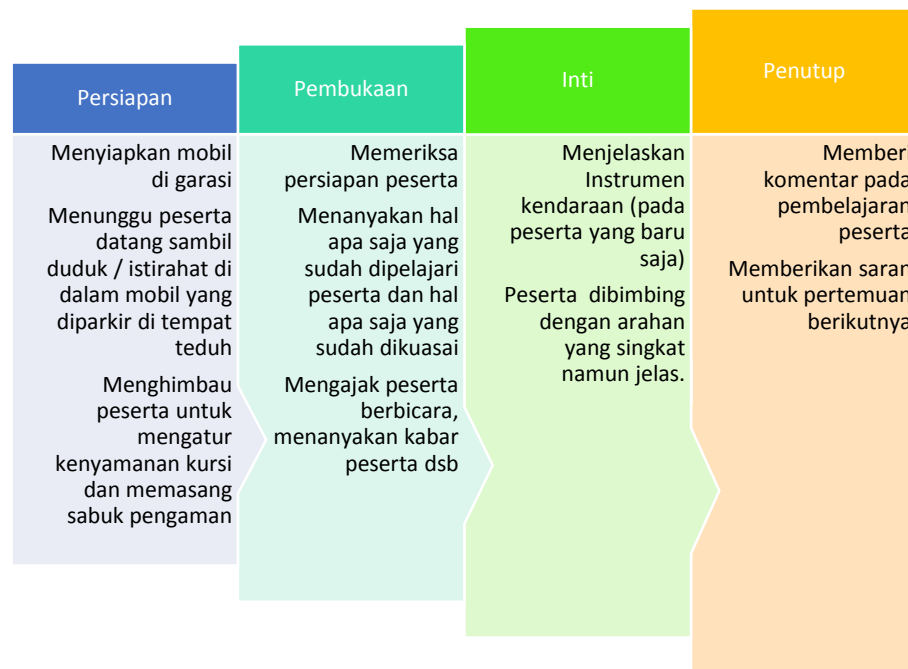 Persiapan
Menyiapkan mobil
di garasi
Menunggu peserta
datang sambil
duduk / istirahat di
dalam mobil yang
diparkir di tempat
teduh
Menghimbau
peserta untuk
mengatur
kenyamanan kursi
dan memasang
sabuk pengaman
Pembukaan
Memeriksa
persiapan peserta
Menanyakan hal
apa saja yang
sudah dipelajari
peserta dan hal
apa saja yang
sudah dikuasai
Mengajak peserta
berbicara,
menanyakan kabar
peserta dsb
Inti
Menjelaskan
Instrumen
kendaraan (pada
peserta yang baru
saja)
Peserta dibimbing
dengan arahan
yang singkat
namun jelas.
Penutup
Memberi
komentar pada
pembelajaran
peserta
Memberikan saran
untuk pertemuan
berikutnya